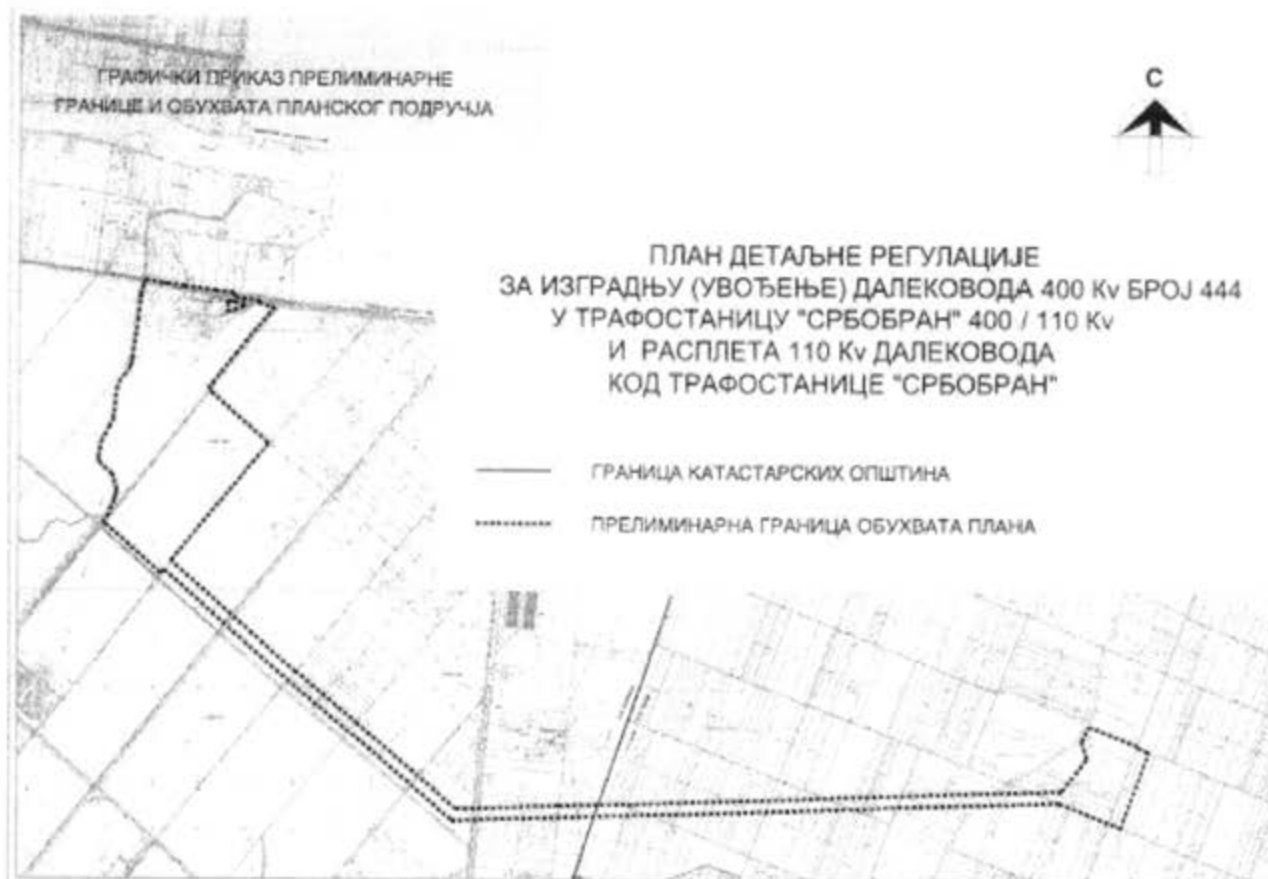 ГРАФИЧКИ ПРИКАЗ ПРЕЛИМИНАРНЕ
ГРАНИЦЕ И ОБУХВАТА ПЛАНСКОГ ПОДРУЧЈА
С
ПЛАН ДЕТАЉНЕ РЕГУЛАЦИЈЕ
ЗА ИЗГРАДЊУ (УВОЂЕЊЕ) ДАЛЕКОВОДА 400 Kv БРОЈ 444
У ТРАФОСТАНИЦУ "СРБОБРАН" 400 / 110 Kv
И РАСПЛЕТА 110 Kv ДАЛЕКОВОДА
КОД ТРАФОСТАНИЦЕ "СРБОБРАН"
ГРАНИЦА КАТАСТАРСКИХ ОПШТИНА
ПРЕЛИМИНАРНА ГРАНИЦА ОБУХВАТА ПЛАНА